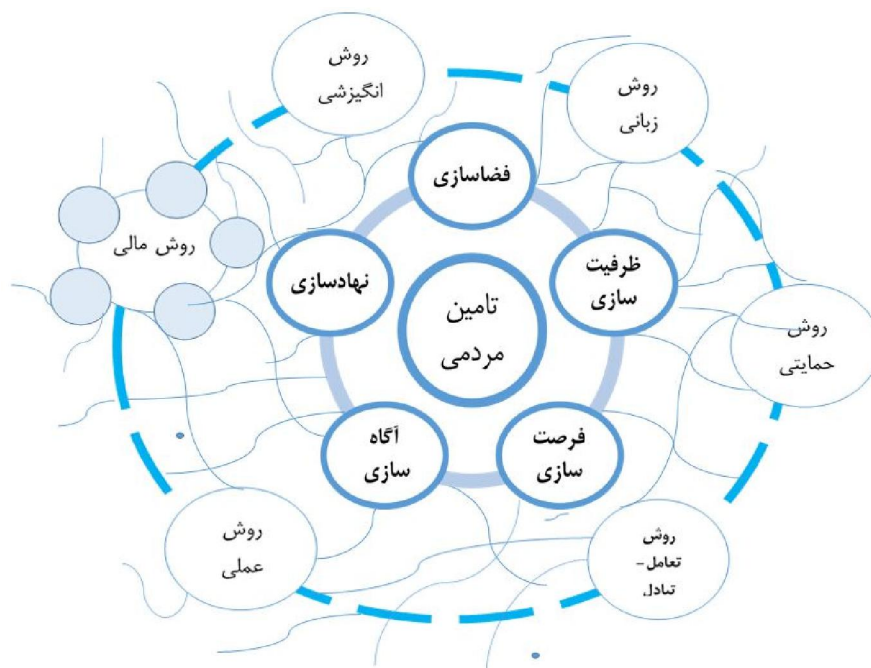 روش
انگیزشی
روش
زبانی
فضاسازی
روش مالی
نهادسازی
تامین
مردمی
ظرفیت
سازی
روش
حمایتی
آگاه
سازی
فرصت
سازی
روش
عملی
روش
تعامل-
تبادل